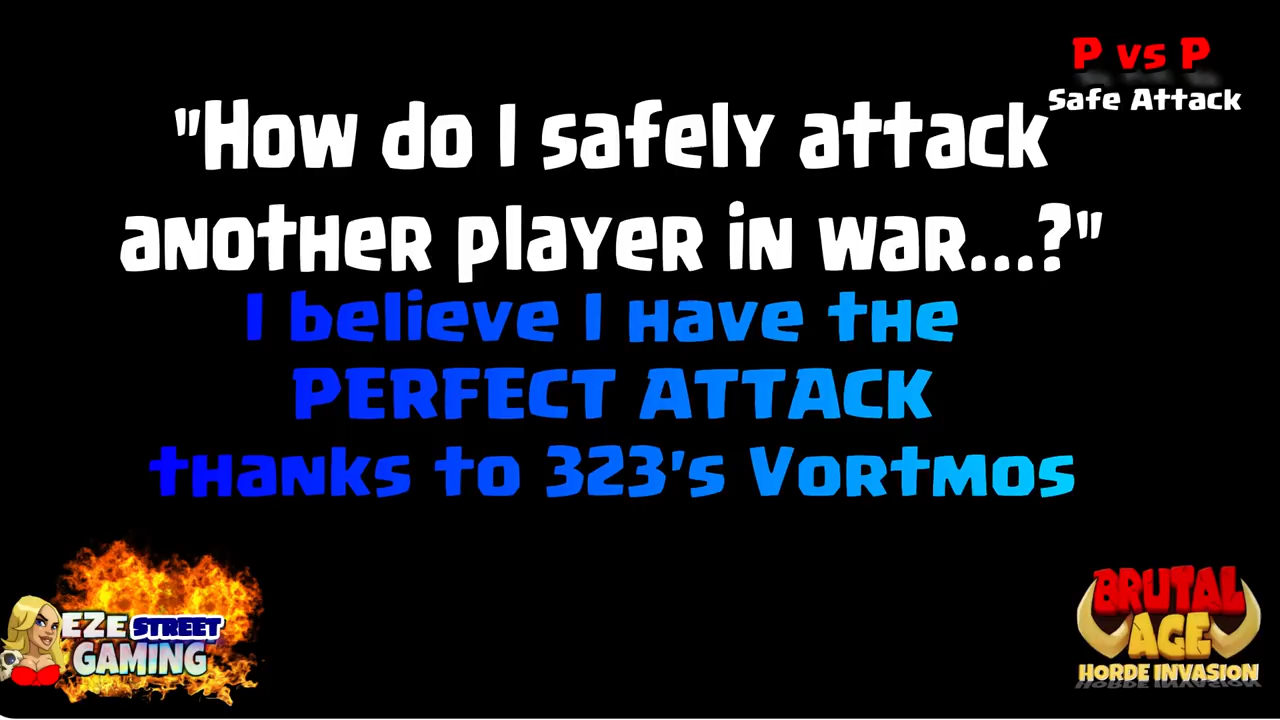 P vs P
Safe Attack
"How do I safely attack
another player in war...?"
I believe I have the
PERFECT ATTACK
thanks to 323's Vortmos
EZE STREET
GAMING
BRUTAL
AGE
HORDE INVASION